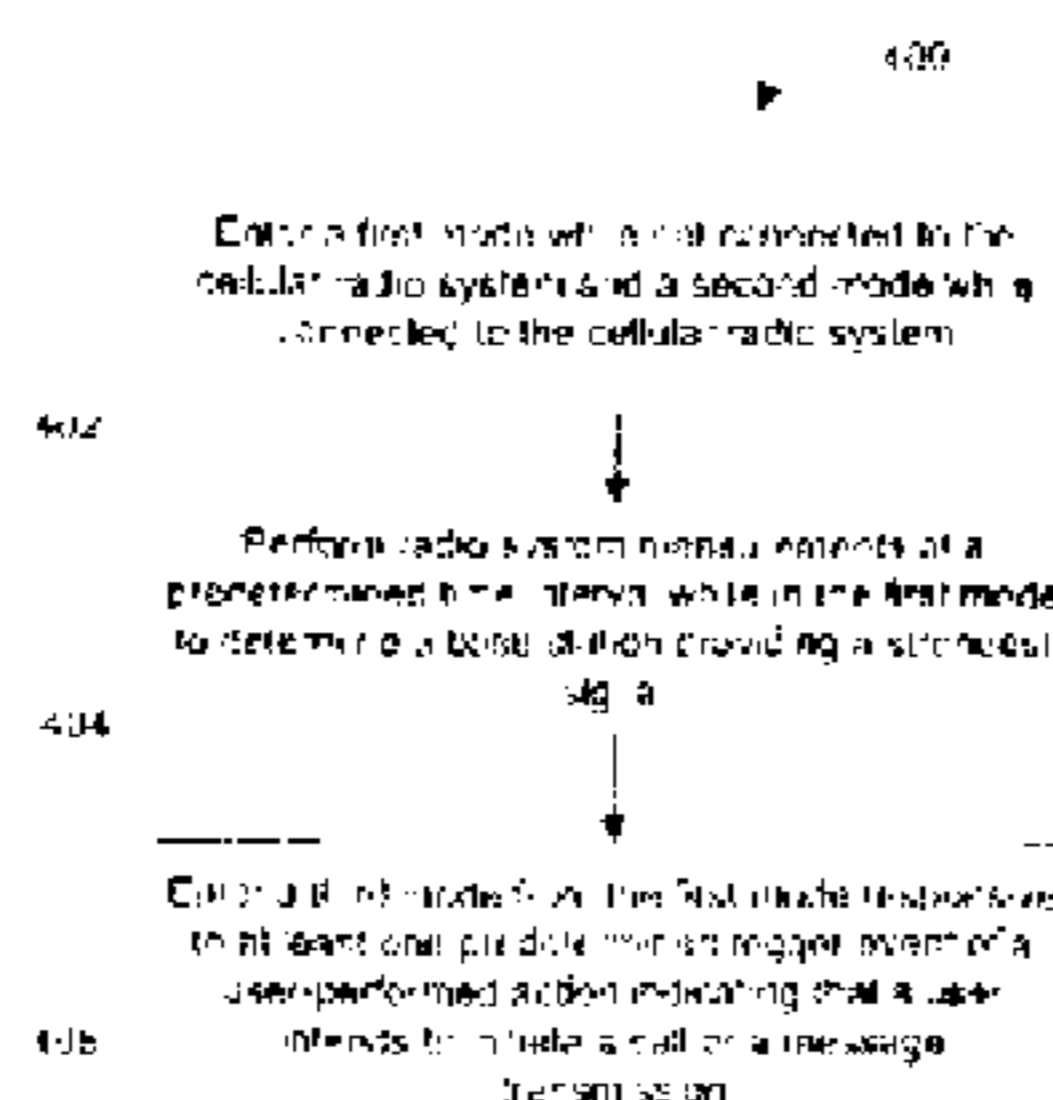 400
Enter a first mode while not connected to the
cellular radio system and a second mode while
connected to the cellular radio system
402
Perform radio system measurements at a
predetermined time interval while in the first mode
to determine a base station providing a strongest
signal
404
Enter a third mode from the first mode responsive
to at least one predetermined trigger event of a
user-performed action indicating that a user
intends to initiate a call or a message
406
transmission